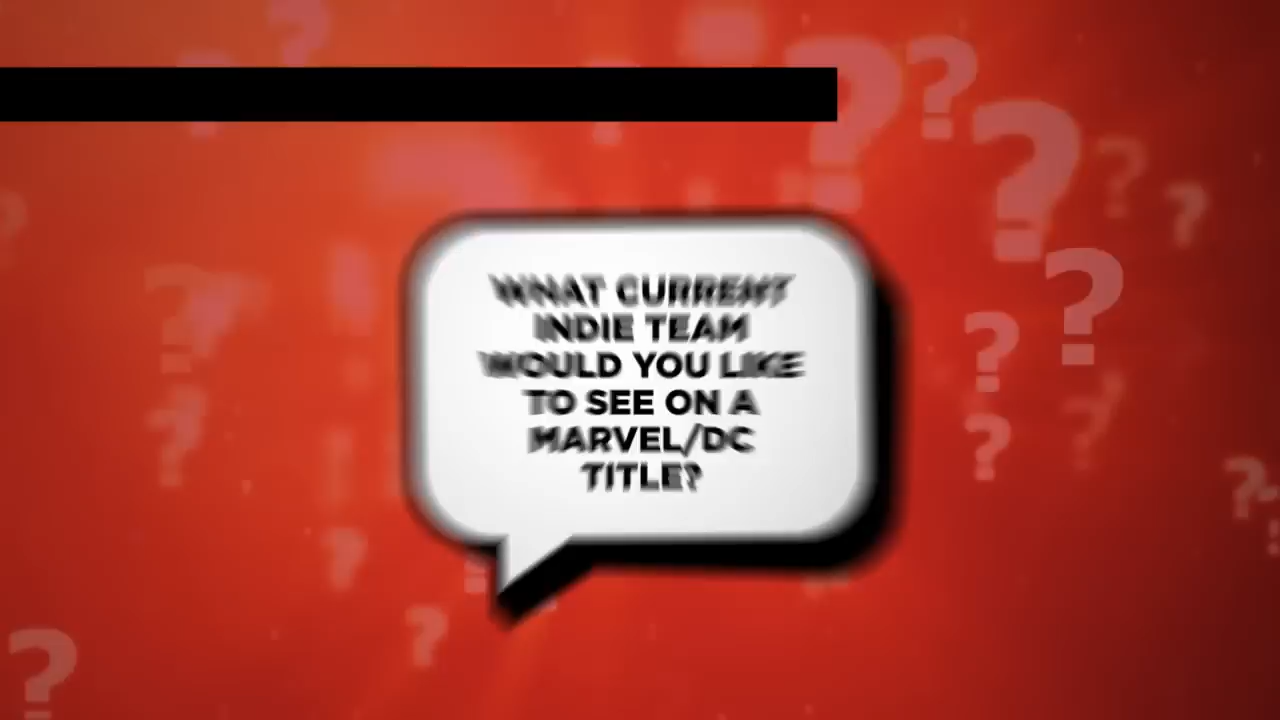 WHAT CURRENT
INDIE TEAM
WOULD YOU LIKE
TO SEE ON A
MARVEL/DC
TITLE?